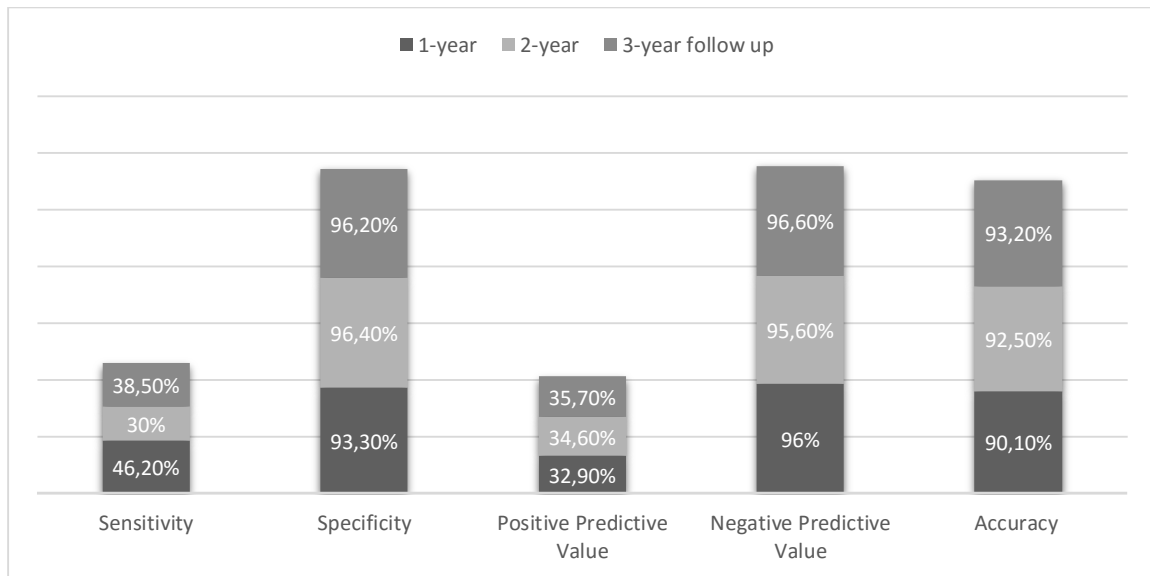 1-year 2-year 3-year follow up
96,20% 96,60% 93,20%
38,50% 96,40% 35,70% 95,60% 92,50%
30% 34,60%
46,20% 93,30% 32,90% 96% 90,10%
Sensitivity Specificity Positive Predictive Value Negative Predictive Value Accuracy